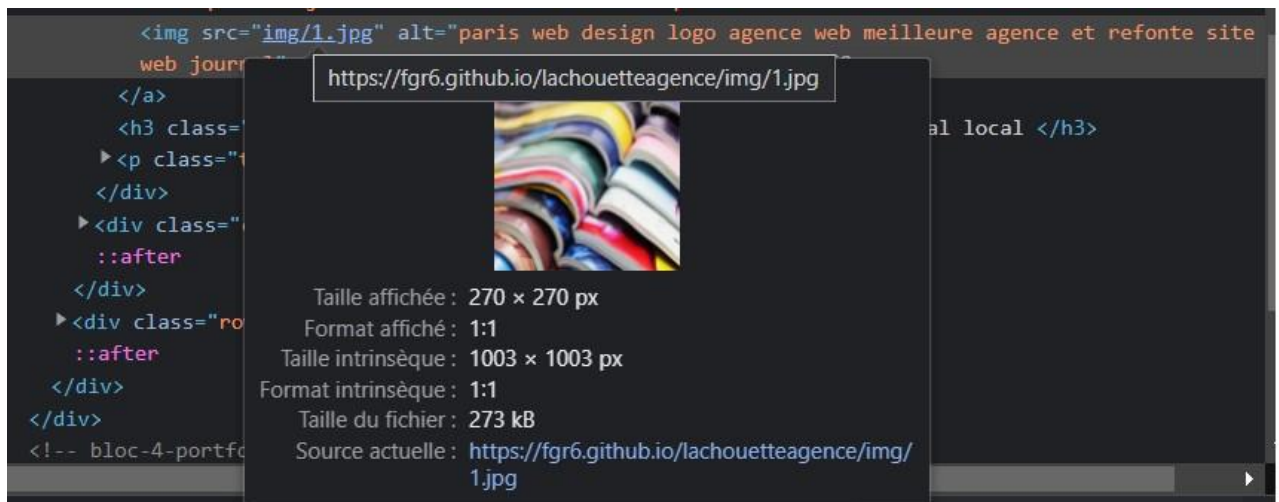 <img src="img/1.jpg" alt="paris web design logo agence web meilleure agence et refonte site
web journ
https://fgr6.github.io/lachouetteagence/img/1.jpg
</a>
<h3 class=" al local </h3>
<p class="
</div>
<div class="
::after
</div>
Taille affichée : 270 × 270 px
<div class="ro
Format affiché : 1:1
::after
Taille intrinsèque : 1003 × 1003 px
</div>
Format intrinsèque : 1:1
</div>
Taille du fichier : 273 kB
<!-- bloc-4-portfo
Source actuelle : https://fgr6.github.io/lachouetteagence/img/
1.jpg